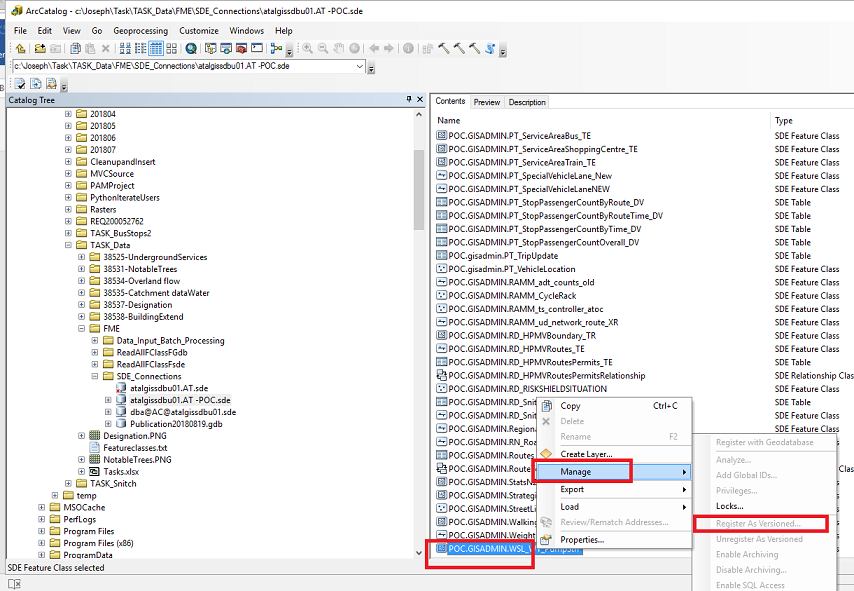 ArcCatalog - c:\Joseph\Task\TASK_Data\FME\SDE_Connections\atalgissdbu01.AT -POC.sde
File Edit View Go Geoprocessing Customize Windows Help
c:\Joseph\Task\TASK_Data\FME\SDE_Connections\atalgissdbu01.AT -POC.sde
Catalog Tree
201804
201805
201806
201807
CleanupandInsert
MVCSource
PAMProject
PythonIterateUsers
Rasters
REQ200052762
TASK_BusStops2
TASK_Data
38525-UndergroundServices
38531-NotableTrees
38534-Overland flow
38535-Catchment dataWater
38537-Designation
38538-BuildingExtend
FME
Data_Input_Batch_Processing
ReadAllFClassFGdb
ReadAllFClassFsde
SDE_Connections
atalgissdbu01.AT.sde
atalgissdbu01.AT -POC.sde
dba@AC@atalgissdbu01.sde
Publication20180819.gdb
Designation.PNG
Featureclasses.txt
NotableTrees.PNG
Tasks.xlsx
TASK_Snitch
temp
MSOCache
PerfLogs
Program Files
Program Files (x86)
ProgramData
SDE Feature Class selected
Contents Preview Description
Name Type
POC.GISADMIN.PT_ServiceAreaBus_TE SDE Feature Class
POC.GISADMIN.PT_ServiceAreaShoppingCentre_TE SDE Feature Class
POC.GISADMIN.PT_ServiceAreaTrain_TE SDE Feature Class
POC.GISADMIN.PT_SpecialVehicleLane_New SDE Feature Class
POC.GISADMIN.PT_SpecialVehicleLaneNEW SDE Feature Class
POC.GISADMIN.PT_StopPassengerCountByRoute_DV SDE Table
POC.GISADMIN.PT_StopPassengerCountByRouteTime_DV SDE Table
POC.GISADMIN.PT_StopPassengerCountByTime_DV SDE Table
POC.GISADMIN.PT_StopPassengerCountOverall_DV SDE Table
POC.gisadmin.PT_TripUpdate SDE Table
POC.gisadmin.PT_VehicleLocation SDE Feature Class
POC.GISADMIN.RAMM_adt_counts_old SDE Feature Class
POC.GISADMIN.RAMM_CycleRack SDE Feature Class
POC.GISADMIN.RAMM_ts_controller_atoc SDE Feature Class
POC.GISADMIN.RAMM_ud_network_route_XR SDE Feature Class
POC.GISADMIN.RD_HPMVBoundary_TR SDE Feature Class
POC.GISADMIN.RD_HPMVRoutes_TE SDE Feature Class
POC.GISADMIN.RD_HPMVRoutesPermits_TE SDE Table
POC.GISADMIN.RD_HPMVRoutesPermitsRelationship SDE Relationship Class
POC.GISADMIN.RD_RISKSHIELDSITUATION SDE Feature Class
POC.GISADMIN.RD_Snit SDE Table
POC.GISADMIN.RD_Snit SDE Feature Class
POC.GISADMIN.Region SDE Feature Class
POC.GISADMIN.RN_Roa
POC.GISADMIN.Routes
POC.GISADMIN.Route Class
POC.GISADMIN.StatsN
POC.GISADMIN.Strateg
POC.GISADMIN.StreetLi
POC.GISADMIN.Walkin
POC.GISADMIN.Weight
POC.GISADMIN.WSL_
Copy Ctrl+C
Delete
Rename F2
Create Layer...
Manage
Export
Load
Review/Rematch Addresses...
Properties...
Register with Geodatabase
Analyze...
Add Global IDs...
Privileges...
Locks...
Register As Versioned...
Unregister As Versioned
Enable Archiving
Disable Archiving...
Enable SQL Access